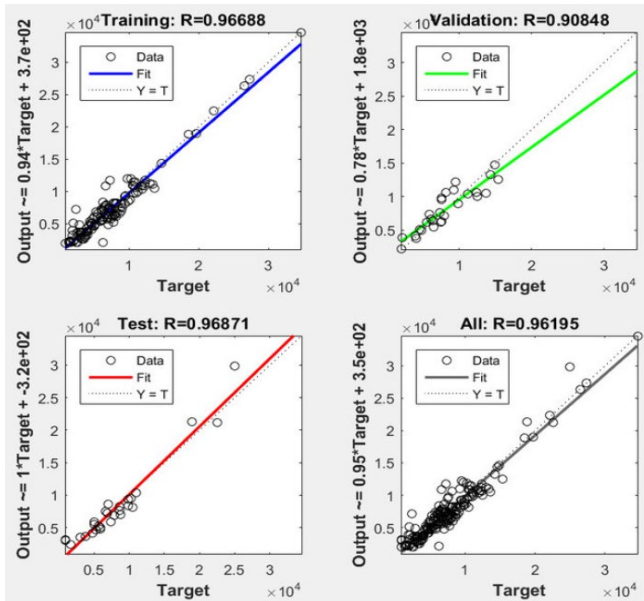 Training: R=0.96688
×10⁴
Output ~= 0.94*Target + 3.7e+02
3
2.5
2
1.5
1
0.5
Data
Fit
Y = T
1
2
3
Target
×10⁴
Validation: R=0.90848
×10⁴
Output ~= 0.78*Target + 1.8e+03
3
2.5
2
1.5
1
0.5
Data
Fit
Y = T
1
2
3
Target
×10⁴
Test: R=0.96871
×10⁴
Output ~= 1*Target + -3.2e+02
3
2.5
2
1.5
1
0.5
Data
Fit
Y = T
0.5
1
1.5
2
2.5
3
Target
×10⁴
All: R=0.96195
×10⁴
Output ~= 0.95*Target + 3.5e+02
3
2.5
2
1.5
1
0.5
Data
Fit
Y = T
1
2
3
Target
×10⁴